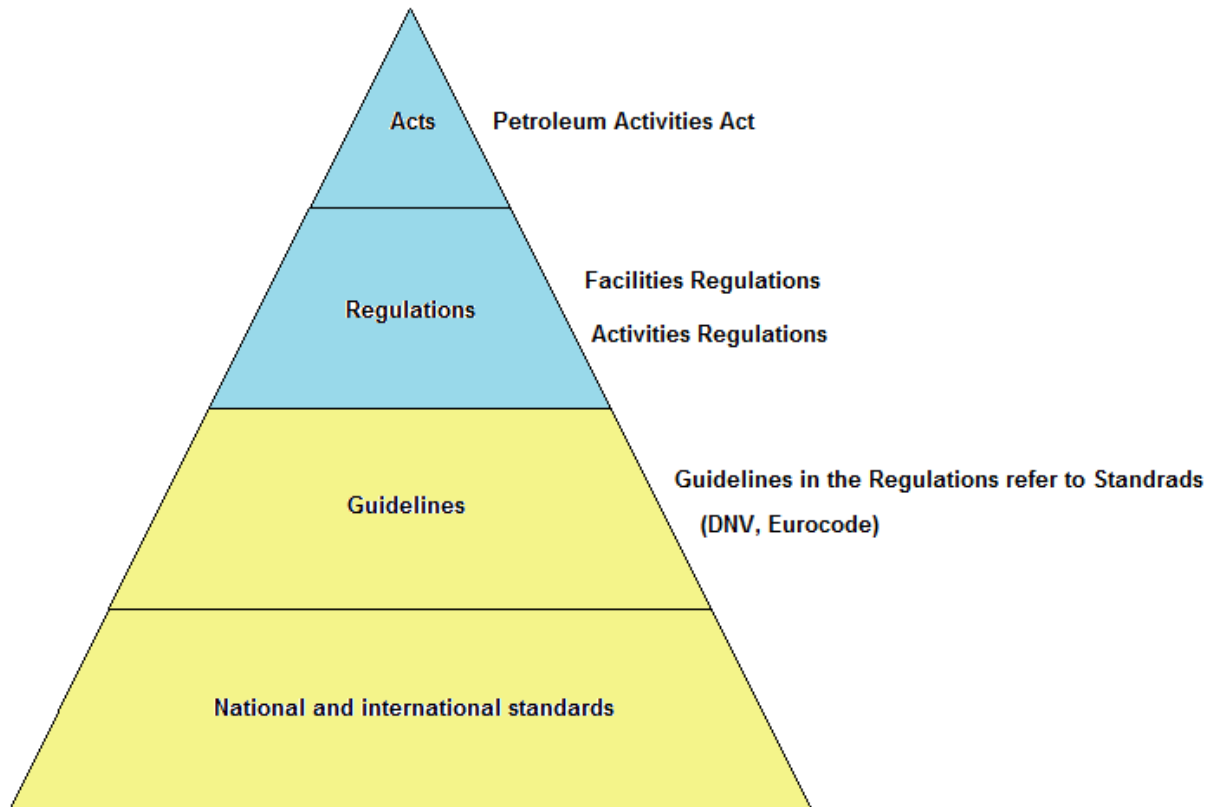 Acts
Petroleum Activities Act
Facilities Regulations
Regulations
Activities Regulations
Guidelines in the Regulations refer to Standrads
Guidelines
(DNV, Eurocode)
National and international standards